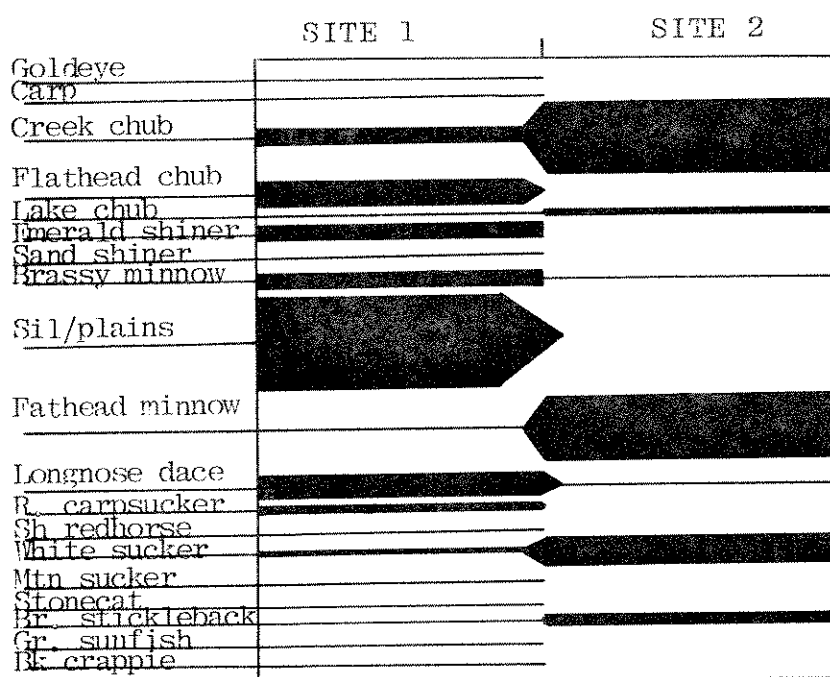 SITE 1 SITE 2
Goldeye
Carp
Creek chub
Flathead chub
Lake chub
Emerald shiner
Sand shiner
Brassy minnow
Sil/plains
Fathead minnow
Longnose dace
R. carpsucker
Sh redhorse
White sucker
Mtn sucker
Stonecat
Br. stickleback
Gr. sunfish
Bk crappie